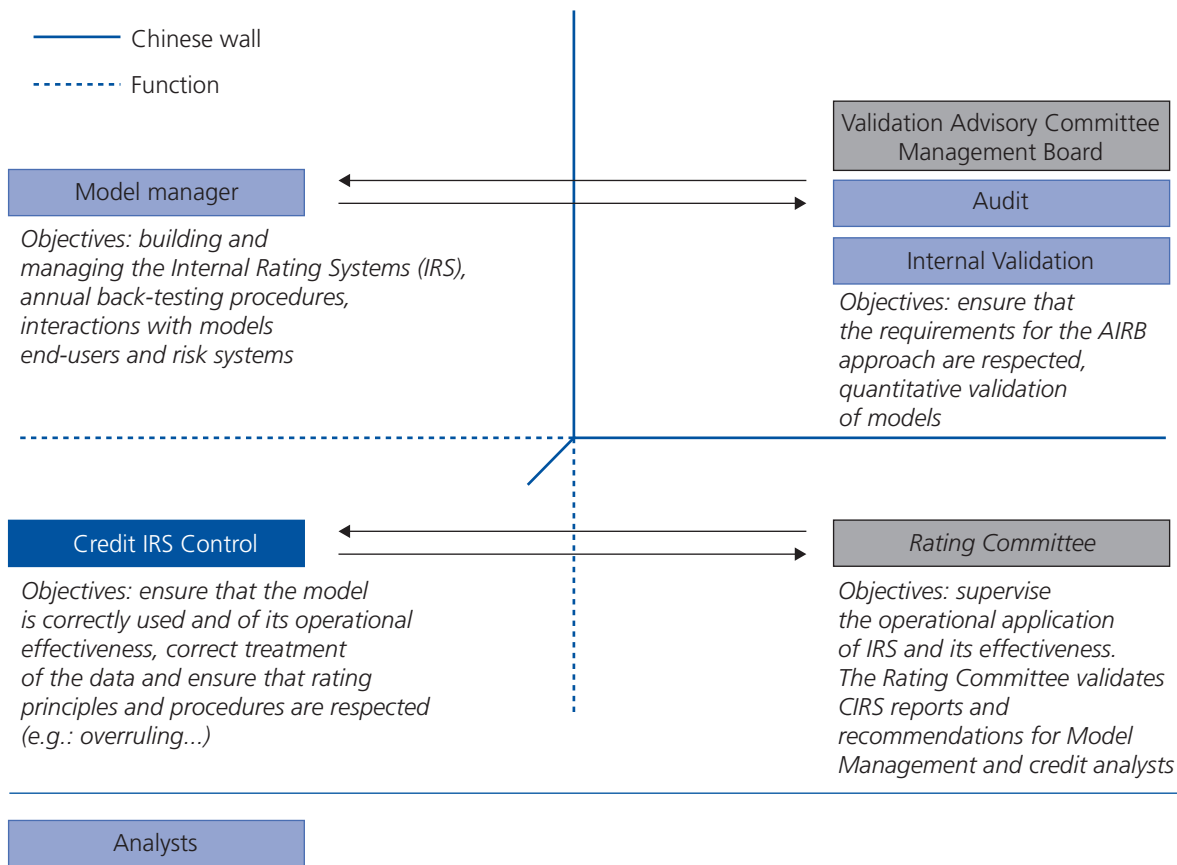 Chinese wall
Function
Validation Advisory Committee
Management Board
Model manager
Audit
Objectives: building and
managing the Internal Rating Systems (IRS),
annual back-testing procedures,
interactions with models
end-users and risk systems
Internal Validation
Objectives: ensure that
the requirements for the AIRB
approach are respected,
quantitative validation
of models
Credit IRS Control
Objectives: ensure that the model
is correctly used and of its operational
effectiveness, correct treatment
of the data and ensure that rating
principles and procedures are respected
(e.g.: overruling...)
Rating Committee
Objectives: supervise
the operational application
of IRS and its effectiveness.
The Rating Committee validates
CIRS reports and
recommendations for Model
Management and credit analysts
Analysts